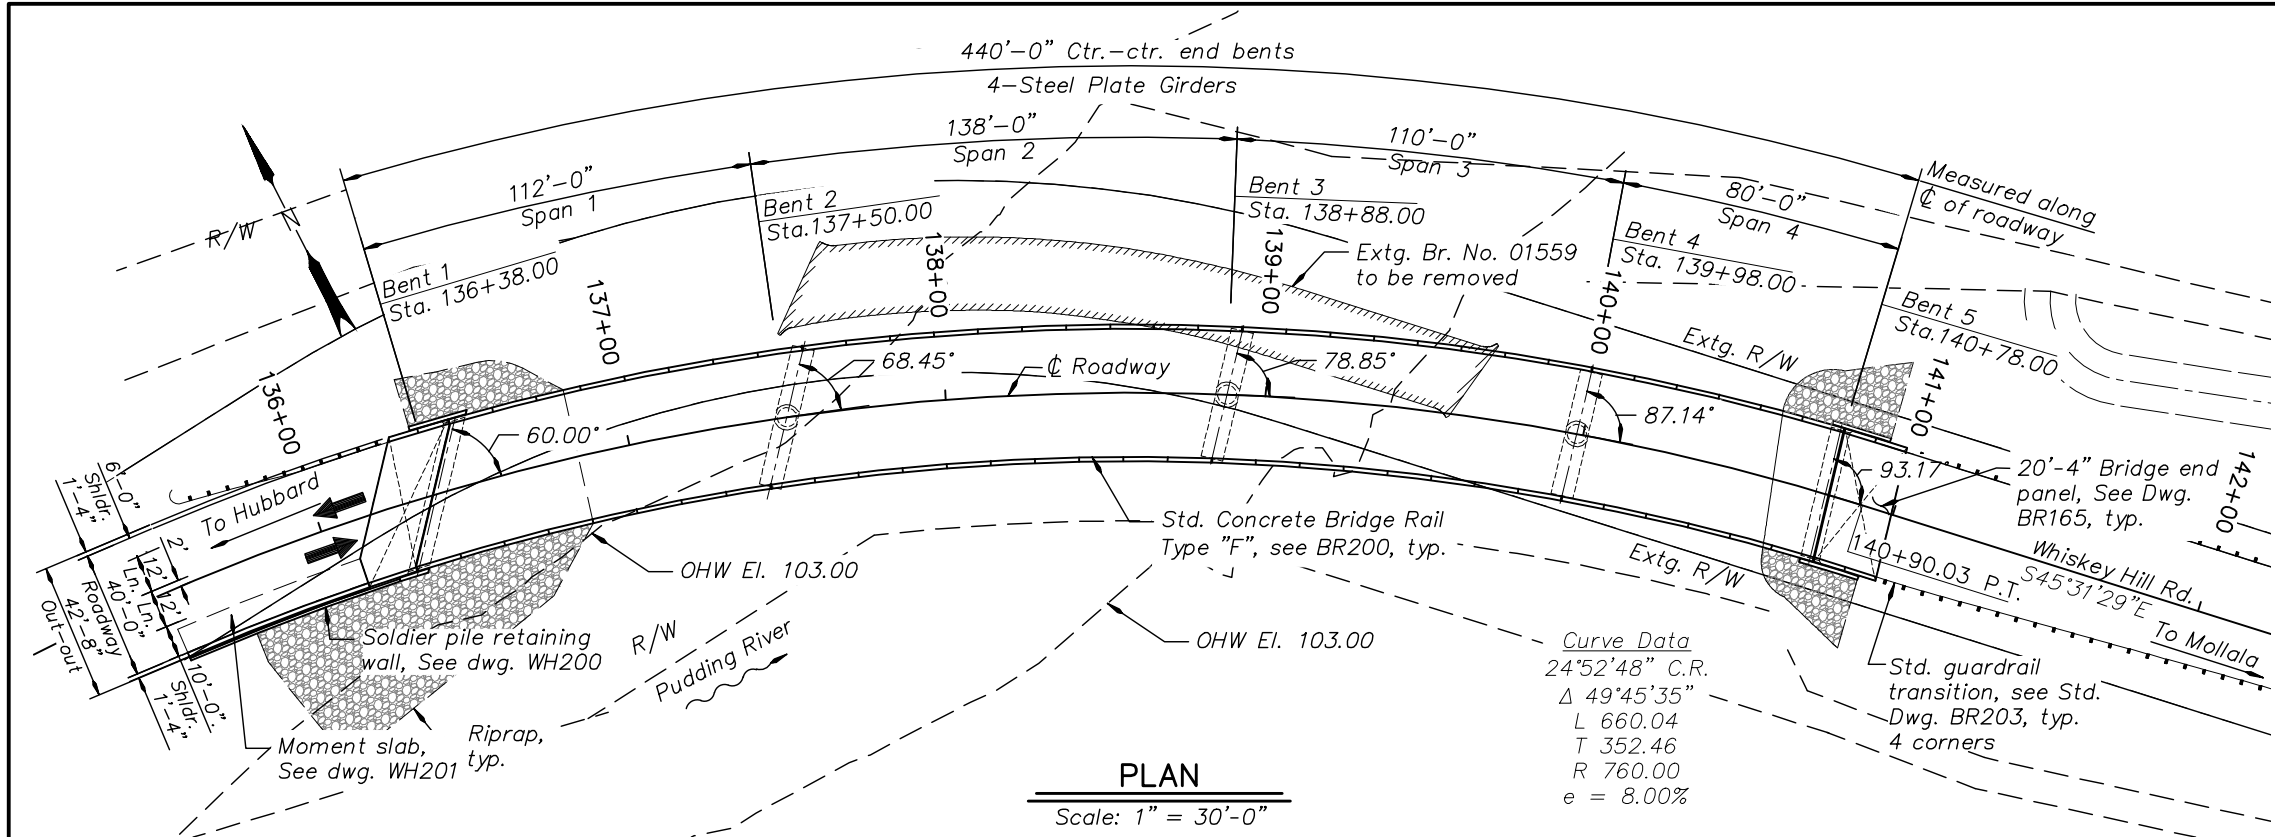 440'-0" Ctr.-ctr. end bents
4-Steel Plate Girders
138'-0"
Span 2
110'-0"
Span 3
112'-0"
Span 1
80'-0"
Span 4
Measured along
℄ of roadway
R/W
N
Bent 1
Sta. 136+38.00
Bent 2
Sta.137+50.00
Bent 3
Sta. 138+88.00
Bent 4
Sta. 139+98.00
Bent 5
Sta.140+78.00
Extg. Br. No. 01559
to be removed
136+00
137+00
138+00
139+00
140+00
141+00
142+00
Extg. R/W
68.45°
℄ Roadway
78.85°
87.14°
60.00°
93.17°
20'-4" Bridge end
panel, See Dwg.
BR165, typ.
To Hubbard
6'-0"
Shldr.
1'-4"
2'
12'
Ln.
12'
Ln.
Roadway
40'-0"
42'-8"
Out-out
10'-0"
Shldr.
1'-4"
OHW El. 103.00
Std. Concrete Bridge Rail
Type "F", see BR200, typ.
Extg. R/W
140+90.03 P.T.
Whiskey Hill Rd.
S45°31'29"E
To Mollala
Soldier pile retaining
wall, See dwg. WH200
R/W
Pudding River
OHW El. 103.00
Moment slab,
See dwg. WH201
Riprap,
typ.
Curve Data
24°52'48" C.R.
Δ 49°45'35"
L 660.04
T 352.46
R 760.00
e = 8.00%
Std. guardrail
transition, see Std.
Dwg. BR203, typ.
4 corners
PLAN
Scale: 1" = 30'-0"